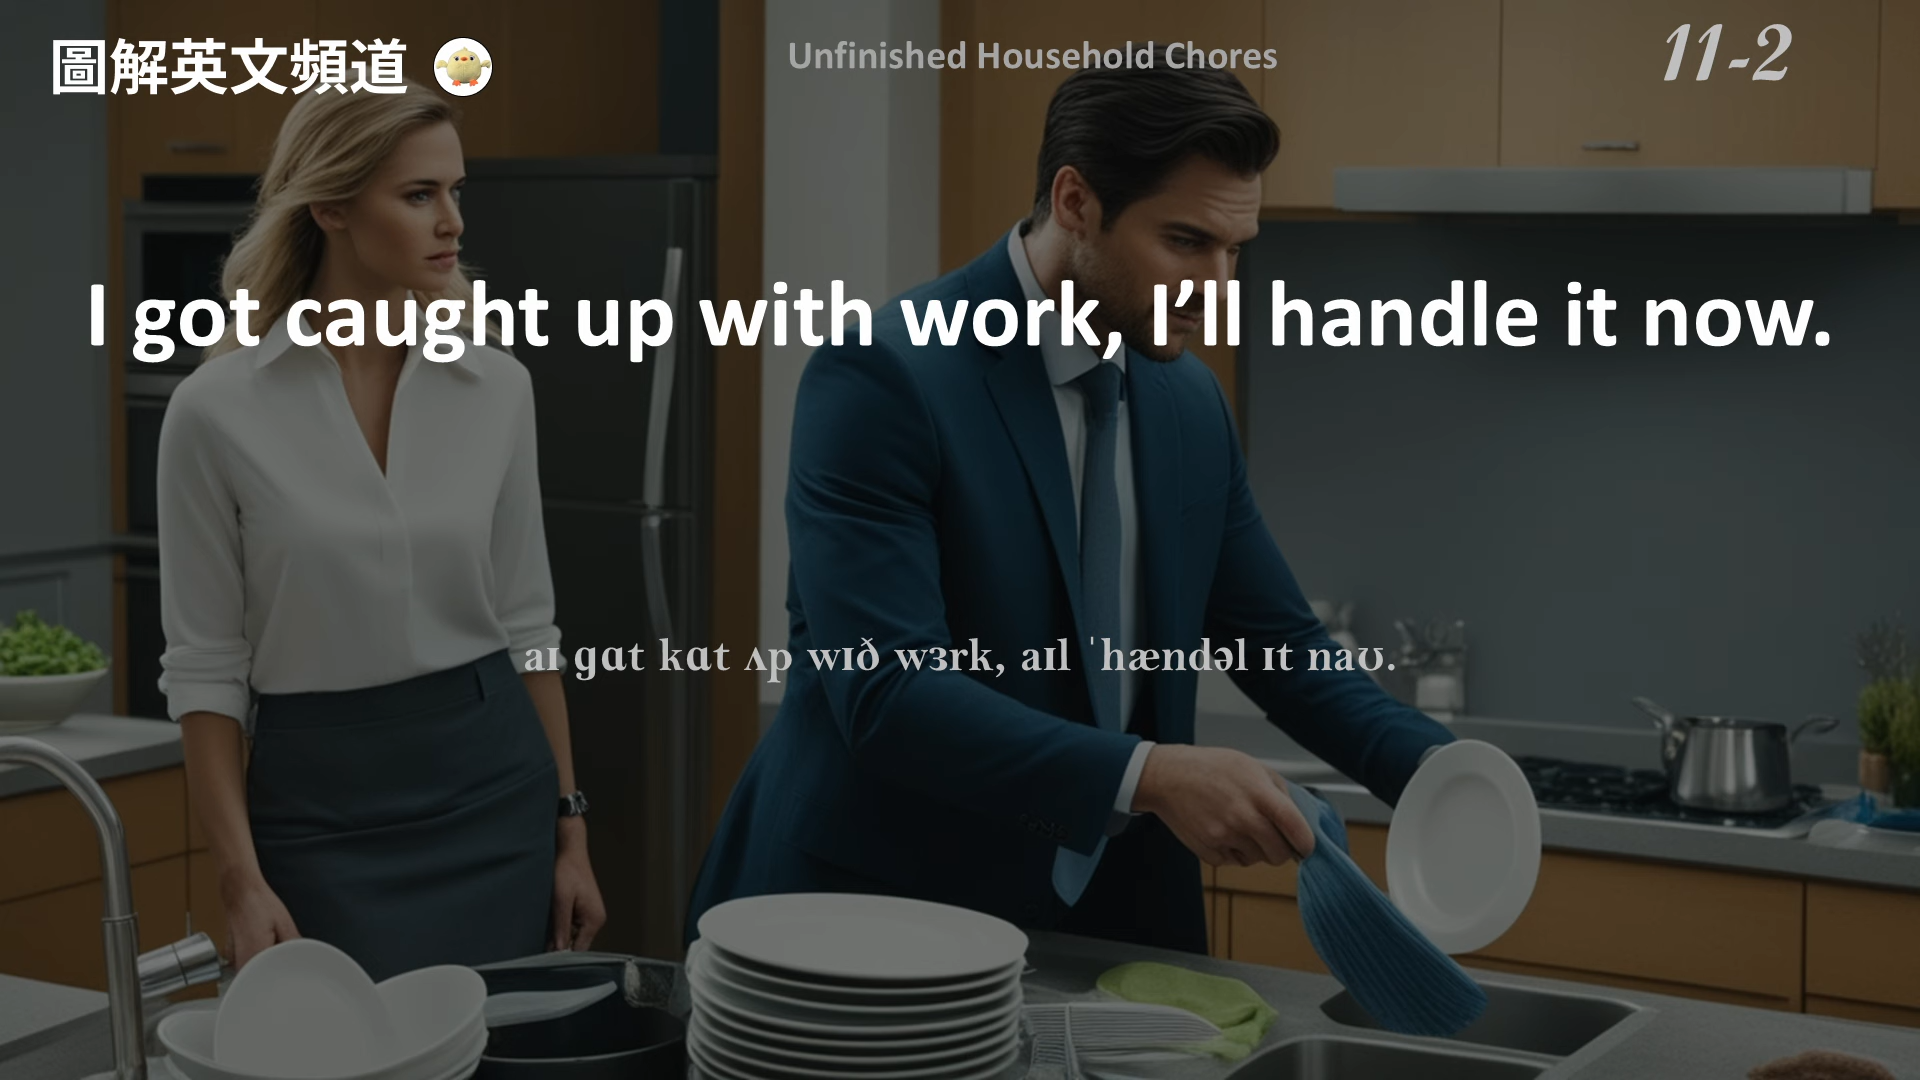 圖解英文頻道
Unfinished Household Chores
11-2
I got caught up with work, I’ll handle it now.
aɪ ɡɑt kɑt ʌp wɪð wɜrk, aɪl ˈhændəl ɪt naʊ.